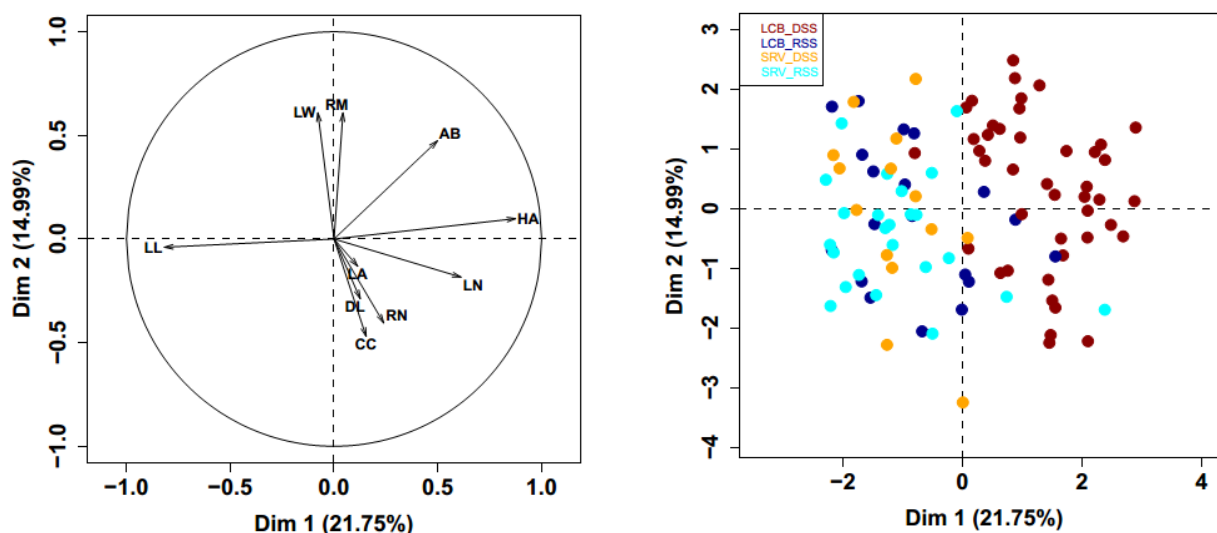 1.0
0.5
0.0
−0.5
−1.0
Dim 2 (14.99%)
LW
RM
AB
HA
LL
LA
LN
DL
RN
CC
−1.0 −0.5 0.0 0.5 1.0
Dim 1 (21.75%)
LCB_DSS
LCB_RSS
SRV_DSS
SRV_RSS
3
2
1
0
−1
−2
−3
−4
Dim 2 (14.99%)
−2 0 2 4
Dim 1 (21.75%)